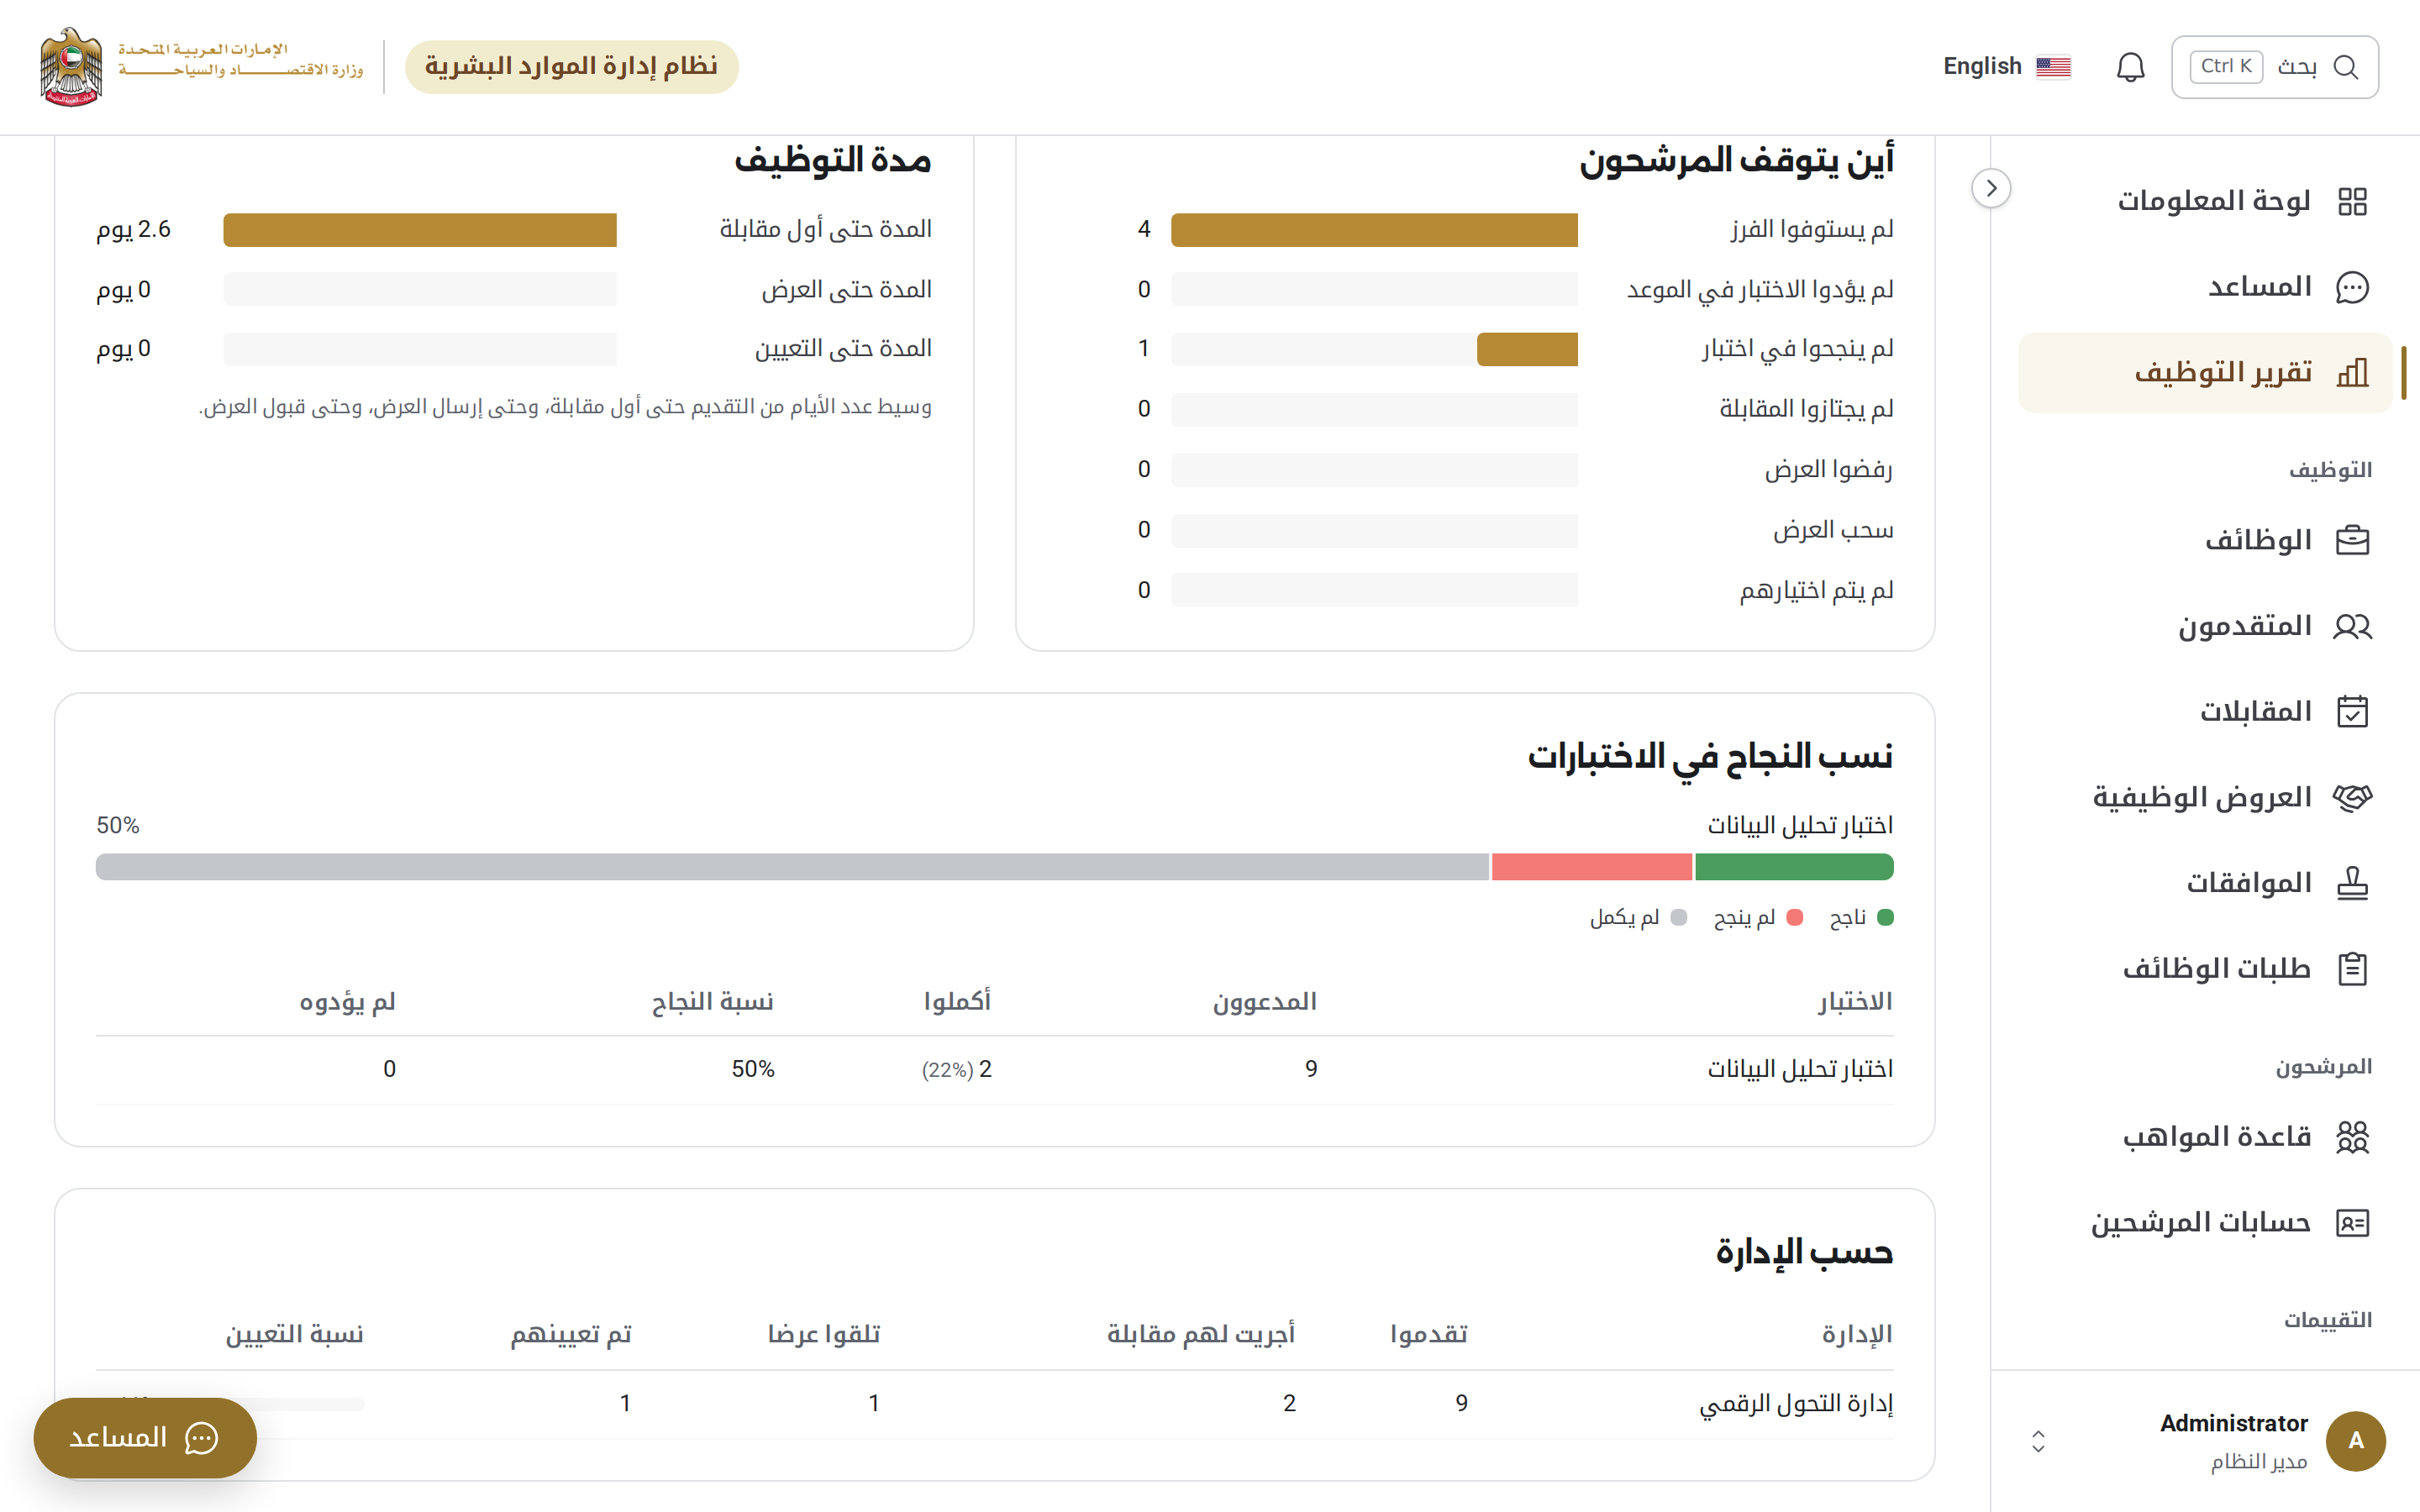 الإمارات العربية المتحدة
وزارة الاقتصاد والسياحة
نظام إدارة الموارد البشرية
English
بحث
Ctrl K
لوحة المعلومات
المساعد
تقرير التوظيف
التوظيف
الوظائف
المتقدمون
المقابلات
العروض الوظيفية
الموافقات
طلبات الوظائف
المرشحون
قاعدة المواهب
حسابات المرشحين
التقييمات
A
Administrator
مدير النظام
أين يتوقف المرشحون
لم يستوفوا الفرز 4
لم يؤدوا الاختبار في الموعد 0
لم ينجحوا في اختبار 1
لم يجتازوا المقابلة 0
رفضوا العرض 0
سحب العرض 0
لم يتم اختيارهم 0
مدة التوظيف
المدة حتى أول مقابلة 2.6 يوم
المدة حتى العرض 0 يوم
المدة حتى التعيين 0 يوم
وسيط عدد الأيام من التقديم حتى أول مقابلة، وحتى إرسال العرض، وحتى قبول العرض.
نسب النجاح في الاختبارات
اختبار تحليل البيانات 50%
ناجح لم ينجح لم يكمل
الاختبار المدعوون أكملوا نسبة النجاح لم يؤدوه
اختبار تحليل البيانات 9 2 (22%) 50% 0
حسب الإدارة
الإدارة تقدموا أجريت لهم مقابلة تلقوا عرضا تم تعيينهم نسبة التعيين
إدارة التحول الرقمي 9 2 1 1
المساعد